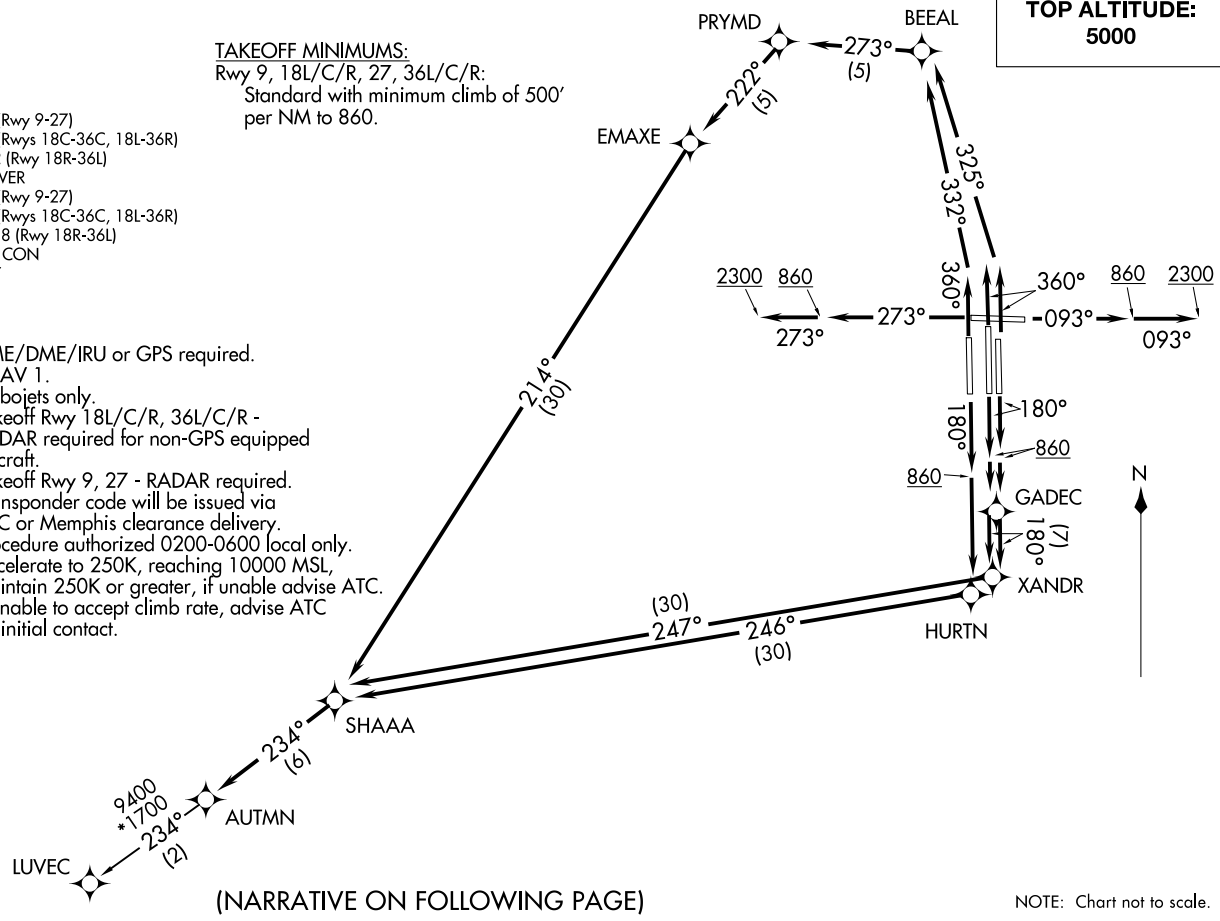 TOP ALTITUDE:
5000
TAKEOFF MINIMUMS:
Rwy 9, 18L/C/R, 27, 36L/C/R:
Standard with minimum climb of 500'
per NM to 860.
Rwy 9-27)
Rwys 18C-36C, 18L-36R)
(Rwy 18R-36L)
VER
(Rwy 9-27)
Rwys 18C-36C, 18L-36R)
8 (Rwy 18R-36L)
CON
ME/DME/IRU or GPS required.
AV 1.
bojets only.
keoff Rwy 18L/C/R, 36L/C/R -
DAR required for non-GPS equipped
craft.
keoff Rwy 9, 27 - RADAR required.
nsponder code will be issued via
C or Memphis clearance delivery.
ocedure authorized 0200-0600 local only.
celerate to 250K, reaching 10000 MSL,
intain 250K or greater, if unable advise ATC.
nable to accept climb rate, advise ATC
initial contact.
PRYMD
BEEAL
273°
(5)
222°
(5)
EMAXE
325°
332°
214°
(30)
2300
860
273°
273°
360°
360°
093°
860
2300
093°
180°
180°
860
860
GADEC
180°
(7)
XANDR
HURTN
(30)
247°
246°
(30)
N
SHAAA
234°
(6)
AUTMN
9400
*1700
234°
(2)
LUVEC
(NARRATIVE ON FOLLOWING PAGE)
NOTE: Chart not to scale.